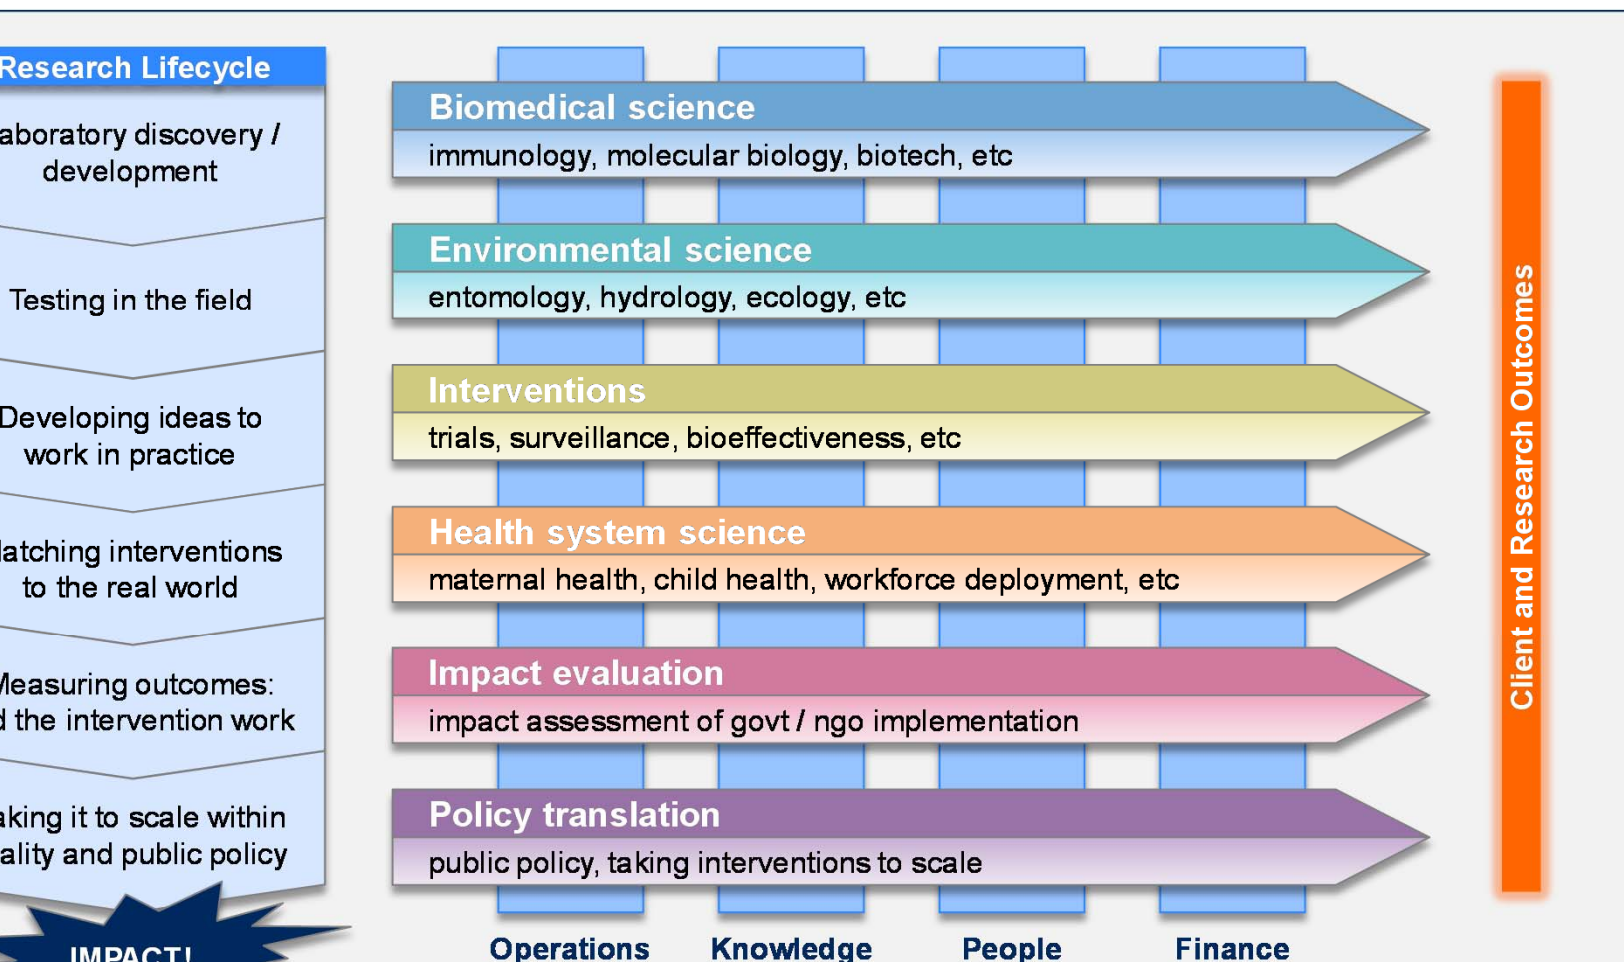 Research Lifecycle
aboratory discovery /
development
Testing in the field
Developing ideas to
work in practice
atching interventions
to the real world
Measuring outcomes:
d the intervention work
aking it to scale within
ality and public policy
IMPACT!
Biomedical science
immunology, molecular biology, biotech, etc
Environmental science
entomology, hydrology, ecology, etc
Interventions
trials, surveillance, bioeffectiveness, etc
Health system science
maternal health, child health, workforce deployment, etc
Impact evaluation
impact assessment of govt / ngo implementation
Policy translation
public policy, taking interventions to scale
Operations
Knowledge
People
Finance
Client and Research Outcomes